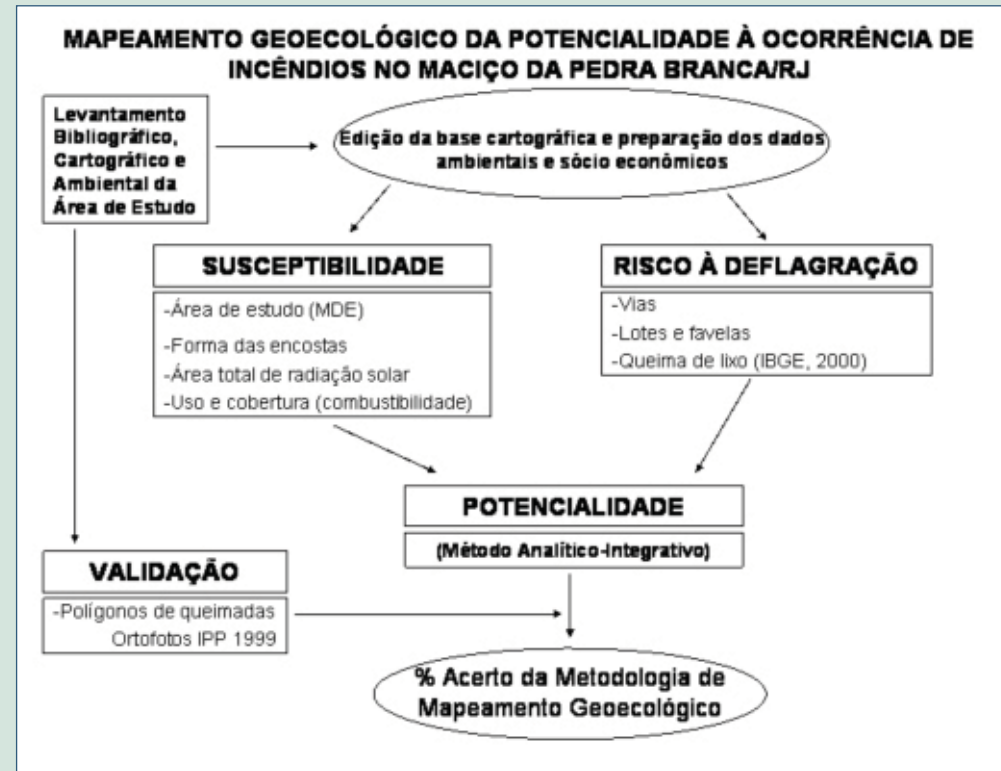 MAPEAMENTO GEOECOLÓGICO DA POTENCIALIDADE À OCORRÊNCIA DE
INCÊNDIOS NO MACIÇO DA PEDRA BRANCA/RJ
Levantamento
Bibliográfico,
Cartográfico e
Ambiental da
Área de Estudo
Edição da base cartográfica e preparação dos dados
ambientais e sócio econômicos
SUSCEPTIBILIDADE
-Área de estudo (MDE)
-Forma das encostas
-Área total de radiação solar
-Uso e cobertura (combustibilidade)
RISCO À DEFLAGRAÇÃO
-Vias
-Lotes e favelas
-Queima de lixo (IBGE, 2000)
POTENCIALIDADE
(Método Analítico-Integrativo)
VALIDAÇÃO
-Polígonos de queimadas
Ortofotos IPP 1999
% Acerto da Metodologia de
Mapeamento Geoecológico